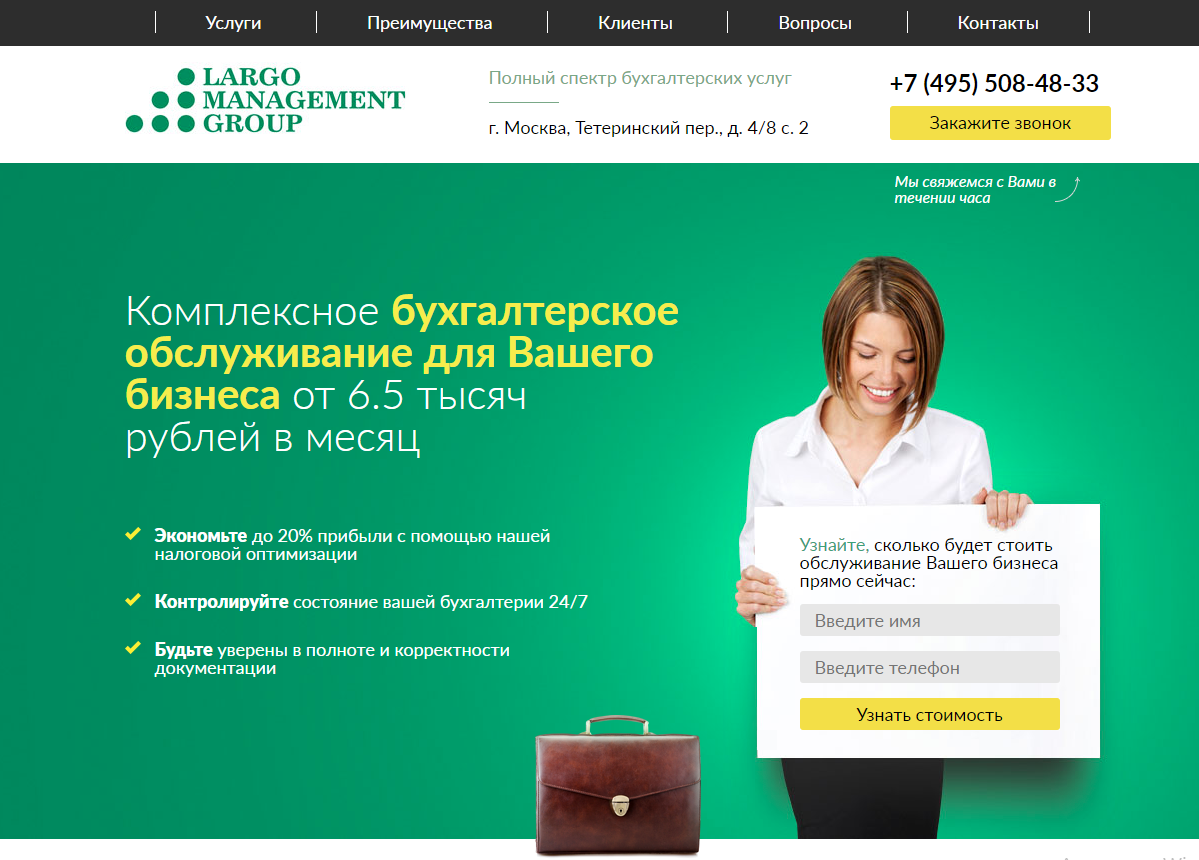 Услуги
Преимущества
Клиенты
Вопросы
Контакты
LARGO
MANAGEMENT
GROUP
Полный спектр бухгалтерских услуг
г. Москва, Тетеринский пер., д. 4/8 с. 2
+7 (495) 508-48-33
Закажите звонок
Мы свяжемся с Вами в
течении часа
Комплексное бухгалтерское
обслуживание для Вашего
бизнеса от 6.5 тысяч
рублей в месяц
Экономьте до 20% прибыли с помощью нашей
налоговой оптимизации
Контролируйте состояние вашей бухгалтерии 24/7
Будьте уверены в полноте и корректности
документации
Узнайте, сколько будет стоить
обслуживание Вашего бизнеса
прямо сейчас:
Введите имя
Введите телефон
Узнать стоимость